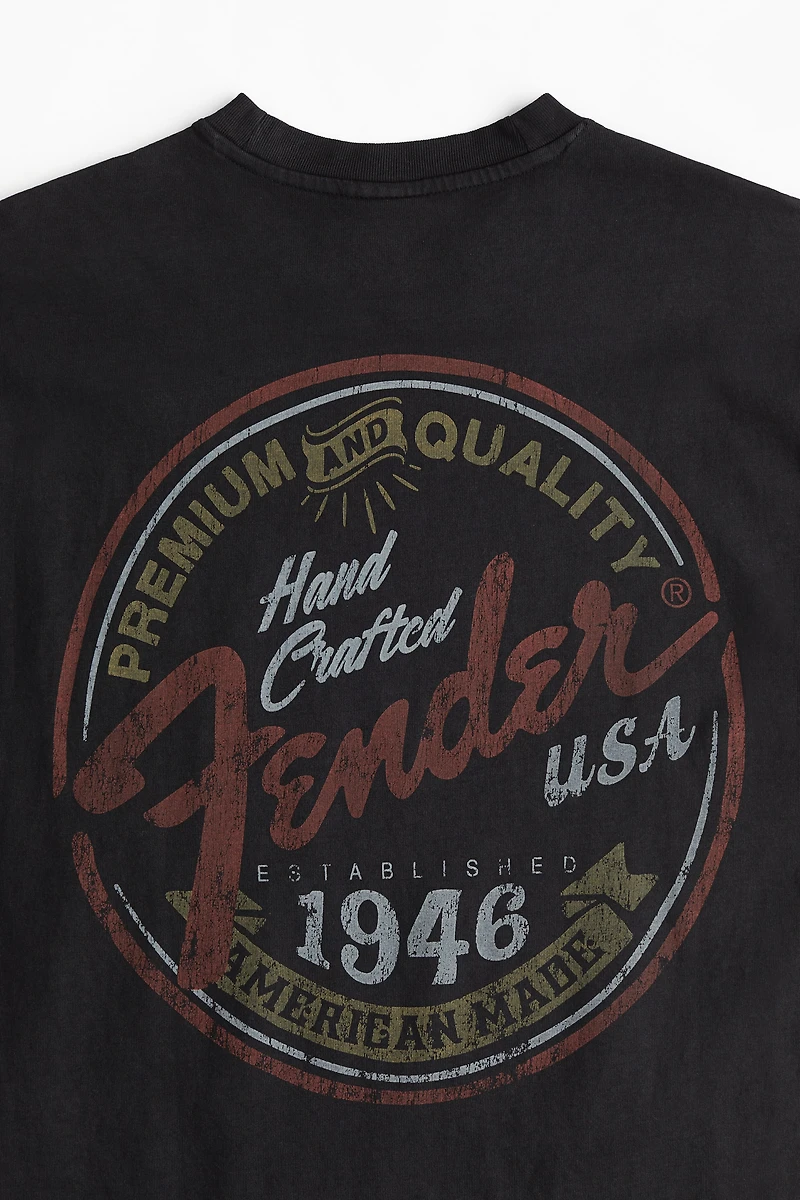 PREMIUM AND QUALITY
Hand
Crafted
Fender®
USA
ESTABLISHED
1946
AMERICAN MADE